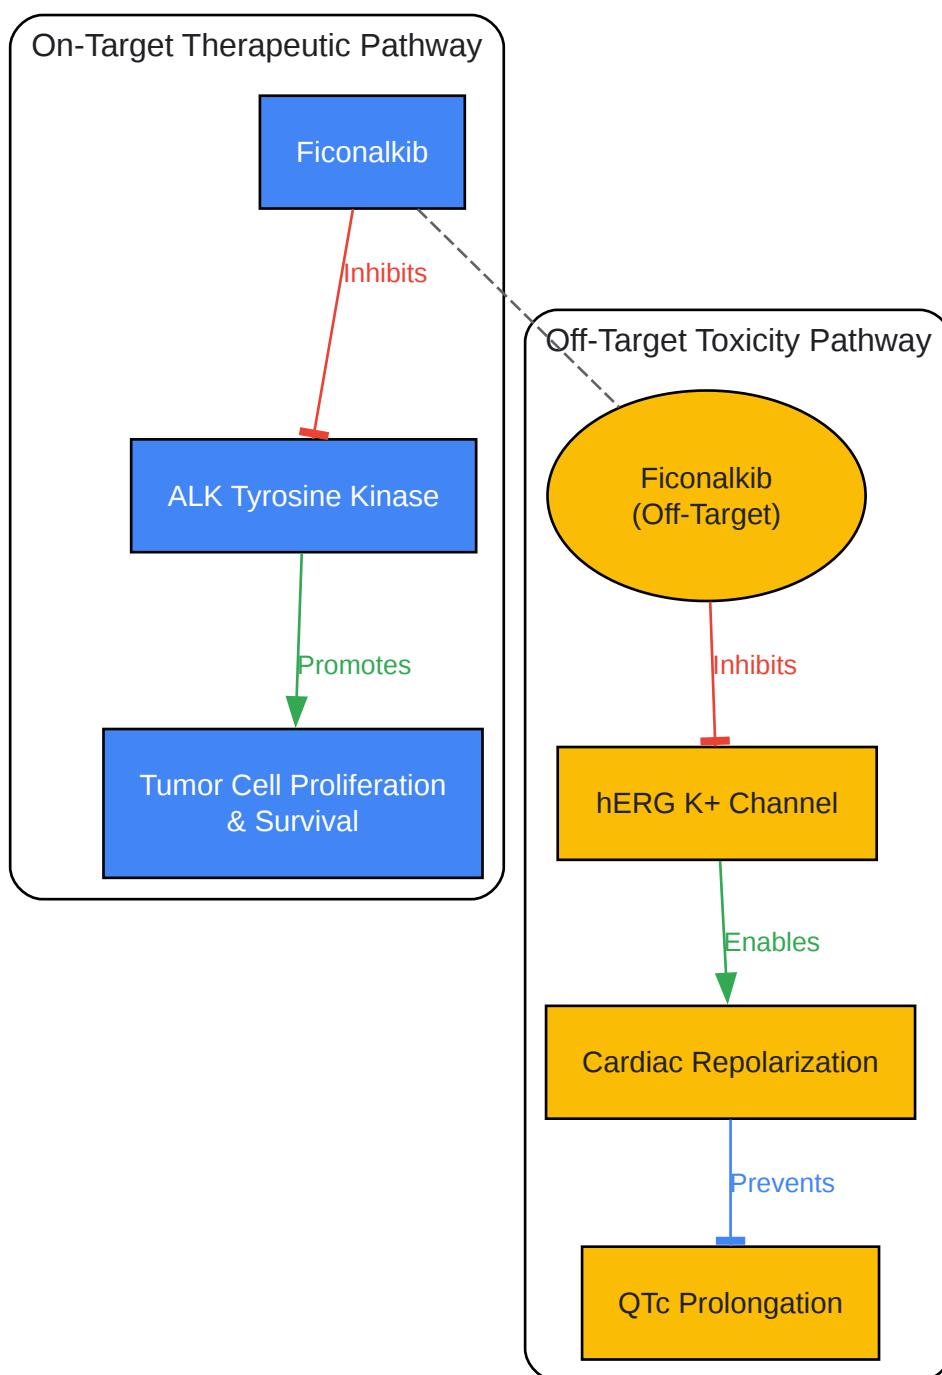 On-Target Therapeutic Pathway
Ficonalkib
Inhibits
ALK Tyrosine Kinase
Promotes
Tumor Cell Proliferation
& Survival
Off-Target Toxicity Pathway
Ficonalkib
(Off-Target)
Inhibits
hERG K+ Channel
Enables
Cardiac Repolarization
Prevents
QTc Prolongation